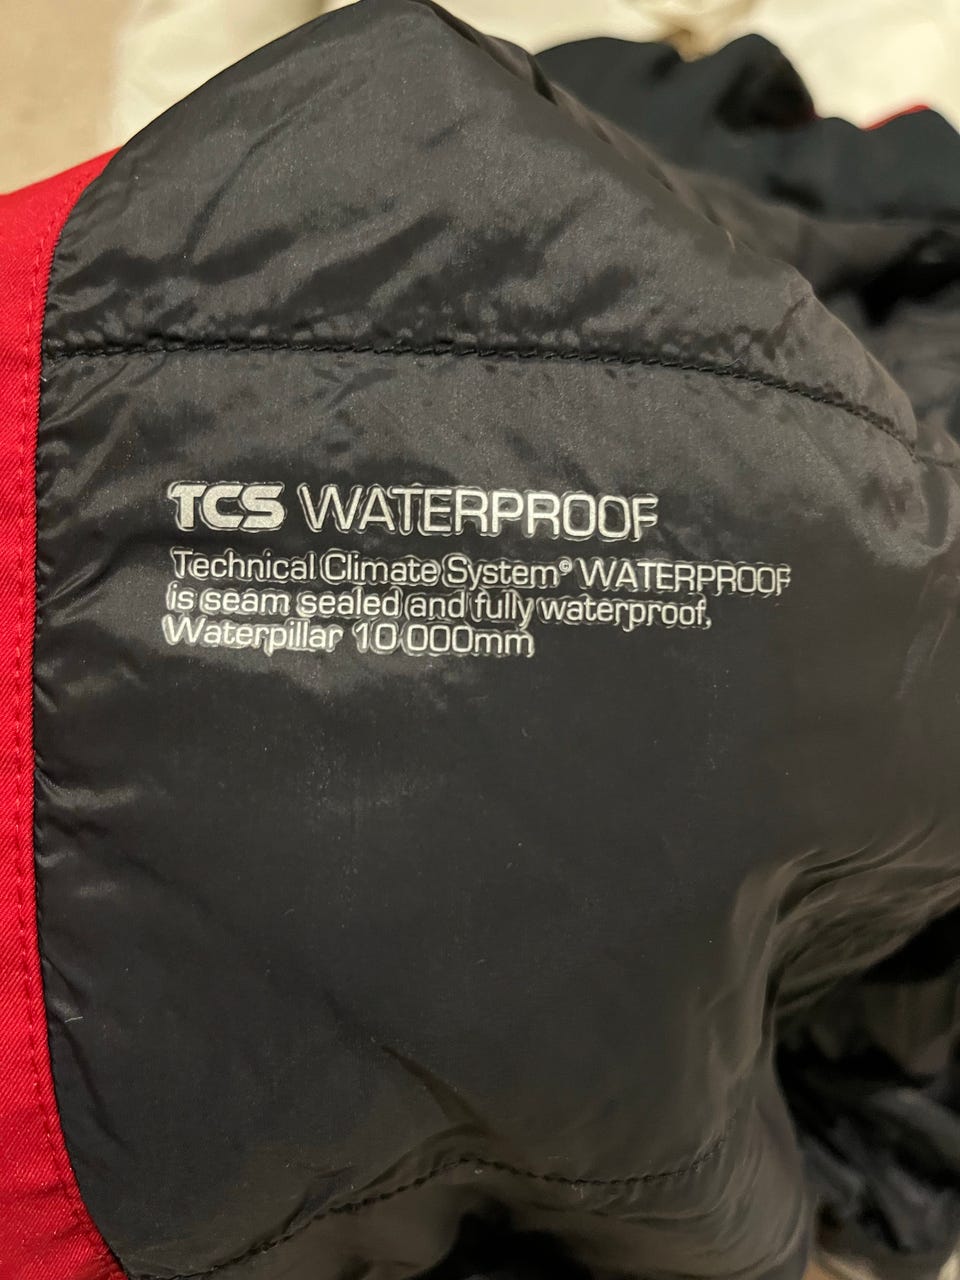 TCS WATERPROOF
Technical Climate System© WATERPROOF
is seam sealed and fully waterproof,
Waterpillar 10 000mm